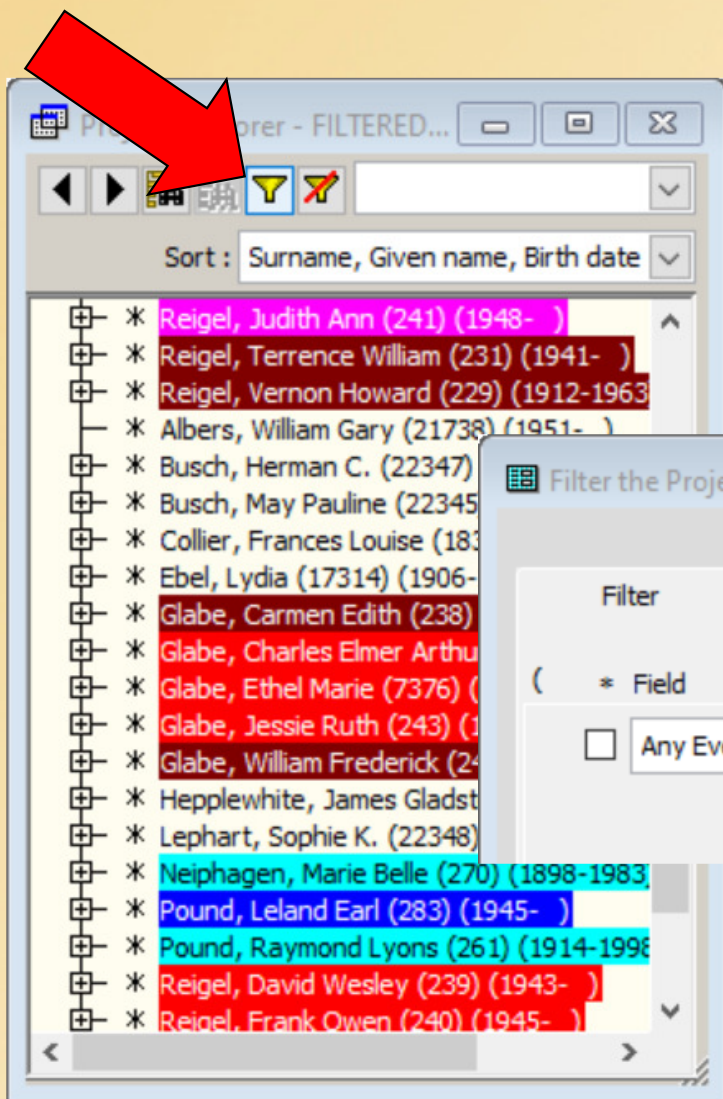 orer - FILTERED...
Sort : Surname, Given name, Birth date
Reigel, Judith Ann (241) (1948- )
Reigel, Terrence William (231) (1941- )
Reigel, Vernon Howard (229) (1912-1963
Albers, William Gary (21738) (1951- )
Busch, Herman C. (22347)
Busch, May Pauline (22345
Collier, Frances Louise (183
Ebel, Lydia (17314) (1906-
Glabe, Carmen Edith (238)
Glabe, Charles Elmer Arthu
Glabe, Ethel Marie (7376) (
Glabe, Jessie Ruth (243) (1
Glabe, William Frederick (24
Hepplewhite, James Gladst
Lephart, Sophie K. (22348)
Neiphagen, Marie Belle (270) (1898-1983
Pound, Leland Earl (283) (1945- )
Pound, Raymond Lyons (261) (1914-1998
Reigel, David Wesley (239) (1943- )
Reigel, Frank Owen (240) (1945- )
Filter the Proje
Filter
( * Field
Any Eve